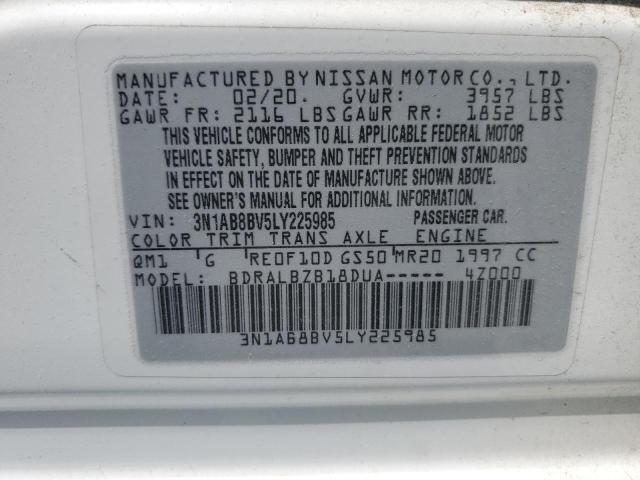 MANUFACTURED BY NISSAN MOTOR CO., LTD.
DATE: 02/20. GVWR: 3957 LBS
GAWR FR: 2116 LBS GAWR RR: 1852 LBS
THIS VEHICLE CONFORMS TO ALL APPLICABLE FEDERAL MOTOR
VEHICLE SAFETY, BUMPER AND THEFT PREVENTION STANDARDS
IN EFFECT ON THE DATE OF MANUFACTURE SHOWN ABOVE.
SEE OWNER'S MANUAL FOR ADDITIONAL INFORMATION.
VIN: 3N1AB8BV5LY225985 PASSENGER CAR.
COLOR TRIM TRANS AXLE ENGINE
QM1 G RE0F10D GS50 MR20 1997 CC
MODEL: BDRALBZB18DUA----- 4Z000
3N1AB8BV5LY225985